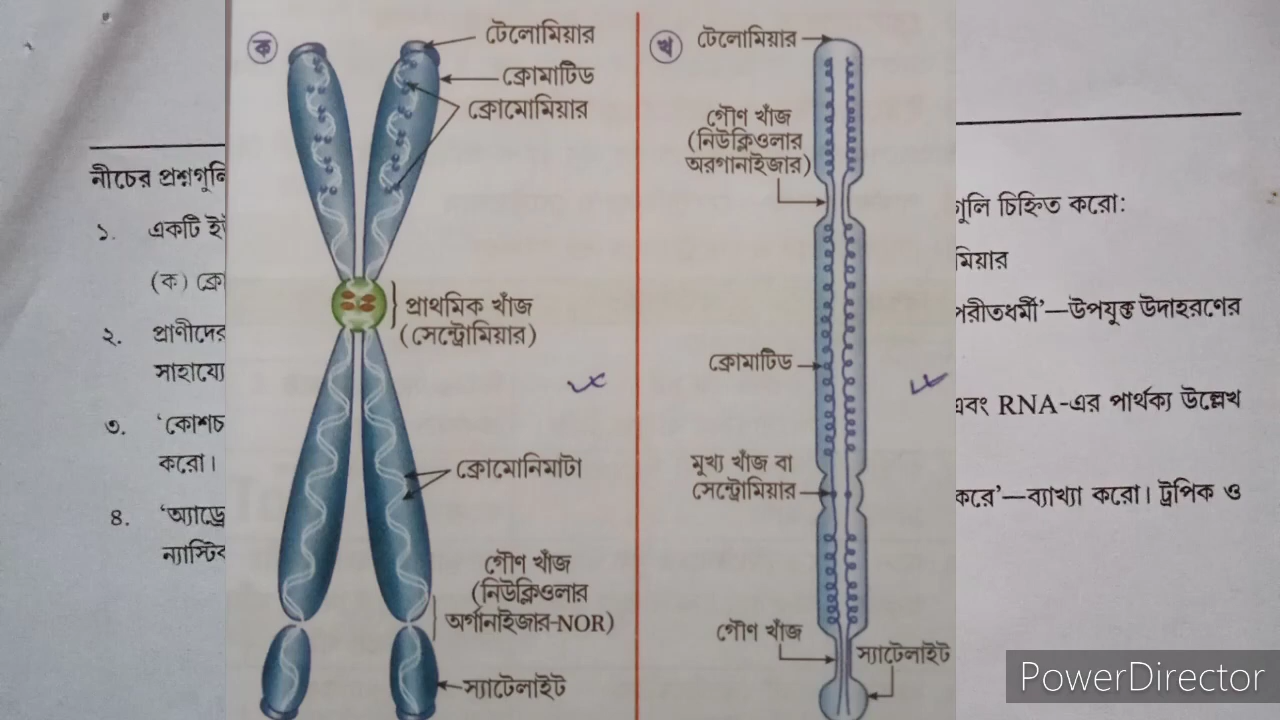 ক
টেলোমিয়ার
ক্রোমাটিড
ক্রোমোমিয়ার
প্রাথমিক খাঁজ
(সেন্ট্রোমিয়ার)
ক্রোমোনিমাটা
গৌণ খাঁজ
(নিউক্লিওলার
অর্গানাইজার-NOR)
স্যাটেলাইট
খ
টেলোমিয়ার
গৌণ খাঁজ
(নিউক্লিওলার
অরগানাইজার)
ক্রোমাটিড
মুখ্য খাঁজ বা
সেন্ট্রোমিয়ার
গৌণ খাঁজ
স্যাটেলাইট
নীচের প্রশ্নগুলি
১. একটি
(ক) ক্রো
২. প্রাণীদের
সাহায্যে
৩. ‘কোশচ
করো।
৪. ‘অ্যাড্রে
ন্যাস্টিক
গুলি চিহ্নিত করো:
মিয়ার
পরীতধর্মী’—উপযুক্ত উদাহরণের
এবং RNA-এর পার্থক্য উল্লেখ
করে’—ব্যাখ্যা করো। ট্রপিক ও
PowerDirector